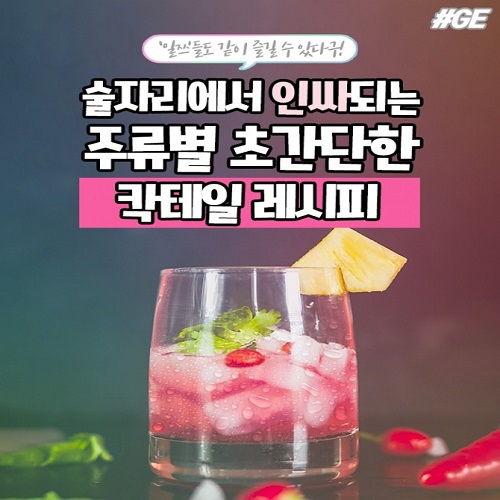 #GE
'알쓰'들도 같이 즐길 수 있다구!
술자리에서 인싸되는
주류별 초간단한
칵테일 레시피